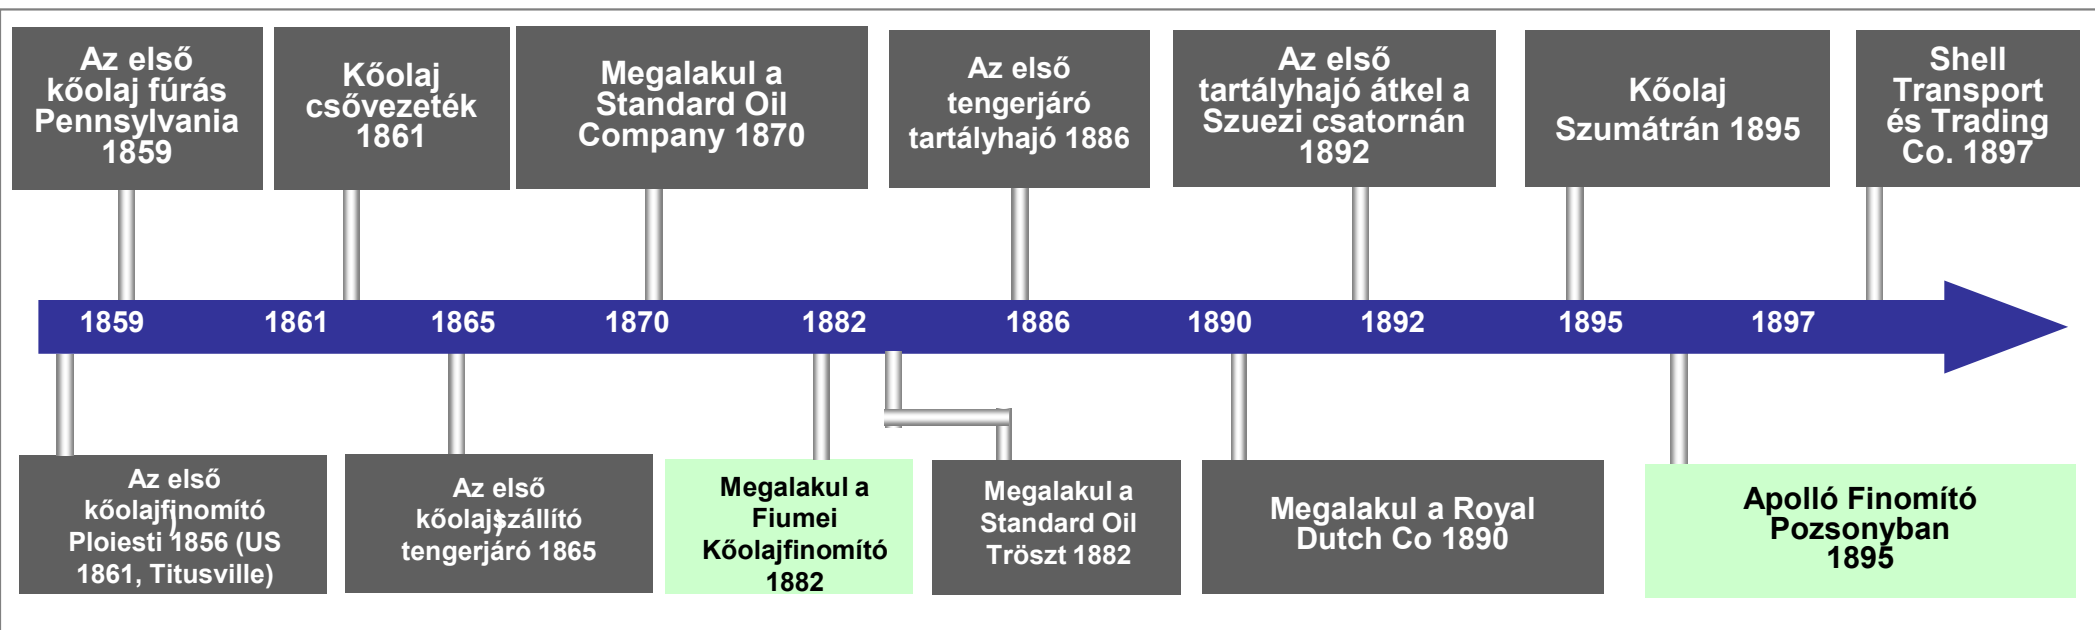 Az első
kőolaj fúrás
Pennsylvania
1859
Kőolaj
csővezeték
1861
Megalakul a
Standard Oil
Company 1870
Az első
tengerjáró
tartályhajó 1886
Az első
tartályhajó átkel a
Szuezi csatornán
1892
Kőolaj
Szumátrán 1895
Shell
Transport
és Trading
Co. 1897
1859 1861 1865 1870 1882 1886 1890 1892 1895 1897
Az első
kőolajfinomító
)
Ploiesti 1856 (US
1861, Titusville)
Az első
kőolajszállító
)
tengerjáró 1865
Megalakul a
Fiumei
Kőolajfinomító
1882
Megalakul a
Standard Oil
Tröszt 1882
Megalakul a Royal
Dutch Co 1890
Apolló Finomító
Pozsonyban
1895